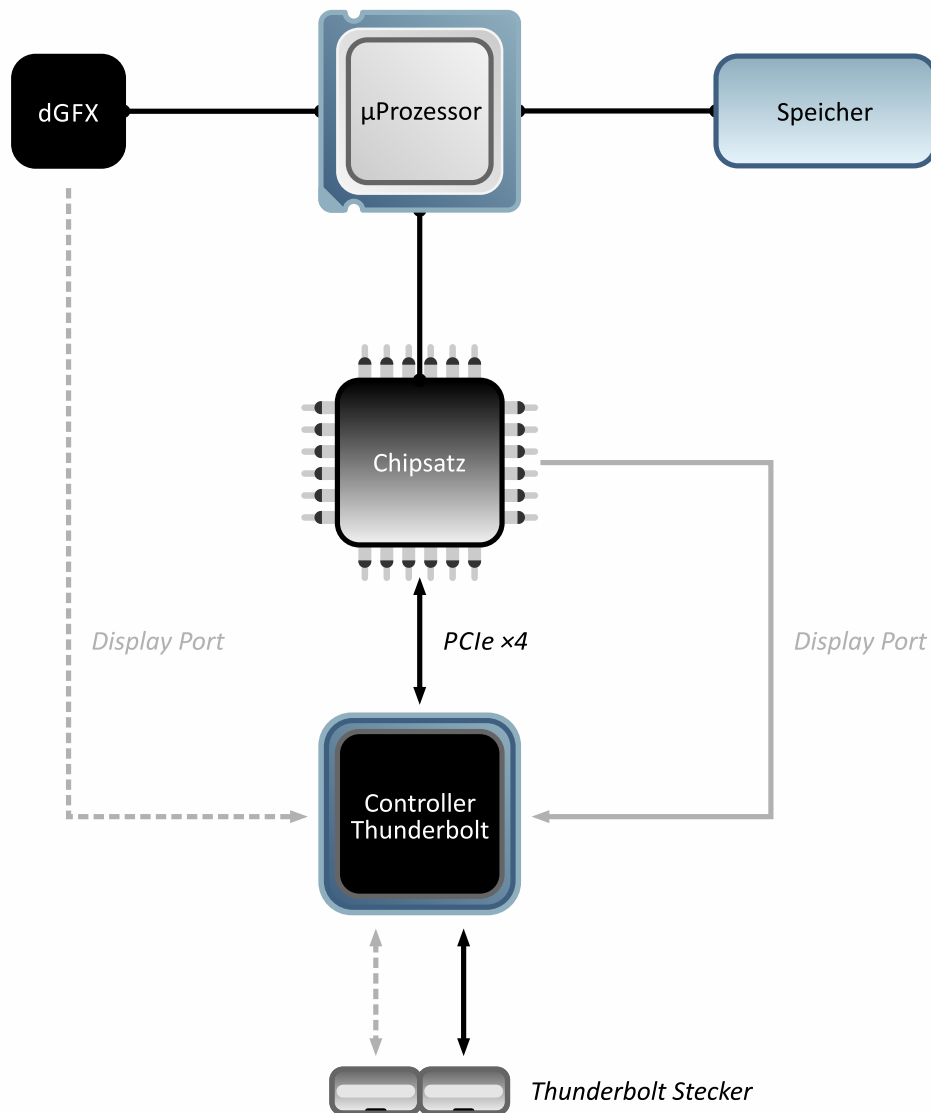 dGFX
µProzessor
Speicher
Chipsatz
Display Port
PCIe ×4
Display Port
Controller
Thunderbolt
Thunderbolt Stecker